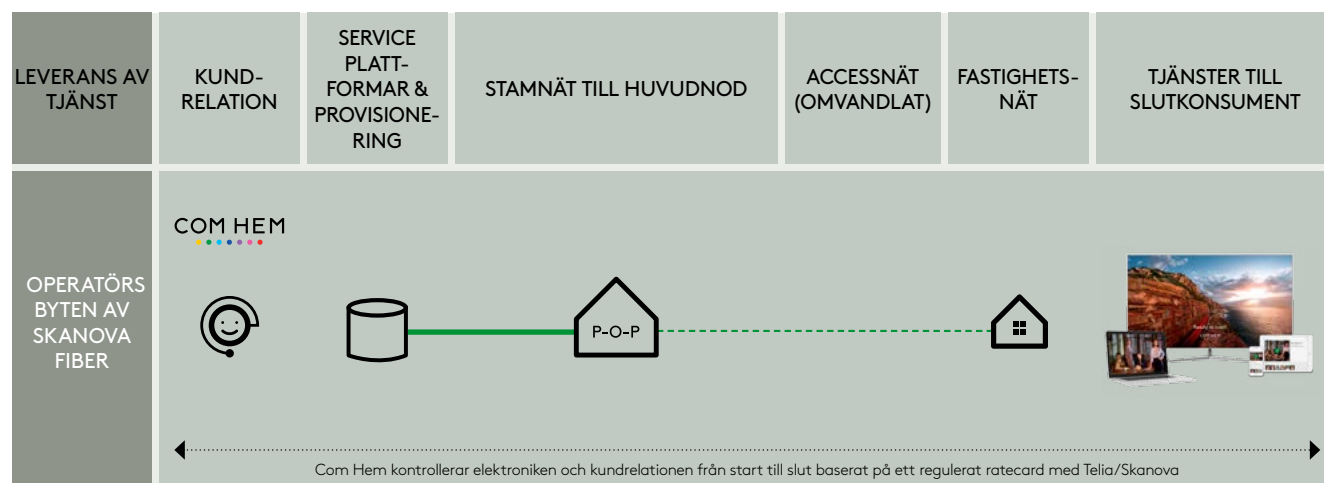 LEVERANS AV
TJÄNST
KUND-
RELATION
SERVICE
PLATT-
FORMAR &
PROVISIONE-
RING
STAMNÄT TILL HUVUDNOD
ACCESSNÄT
(OMVANDLAT)
FASTIGHETS-
NÄT
TJÄNSTER TILL
SLUTKONSUMENT
OPERATÖRS
BYTEN AV
SKANOVA
FIBER
COM HEM
P-O-P
Com Hem kontrollerar elektroniken och kundrelationen från start till slut baserat på ett regulerat ratecard med Telia/Skanova